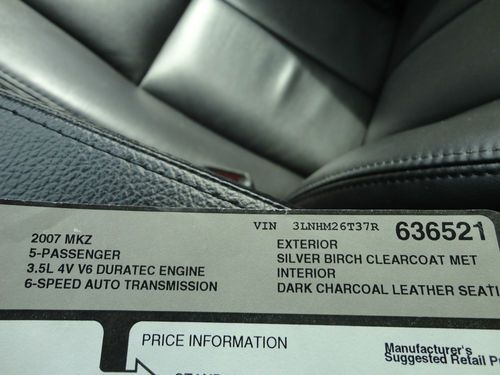 VIN 3LNHM26T37R 636521
2007 MKZ
5-PASSENGER
3.5L 4V V6 DURATEC ENGINE
6-SPEED AUTO TRANSMISSION
EXTERIOR
SILVER BIRCH CLEARCOAT MET
INTERIOR
DARK CHARCOAL LEATHER SEATI
PRICE INFORMATION
Manufacturer's
Suggested Retail P